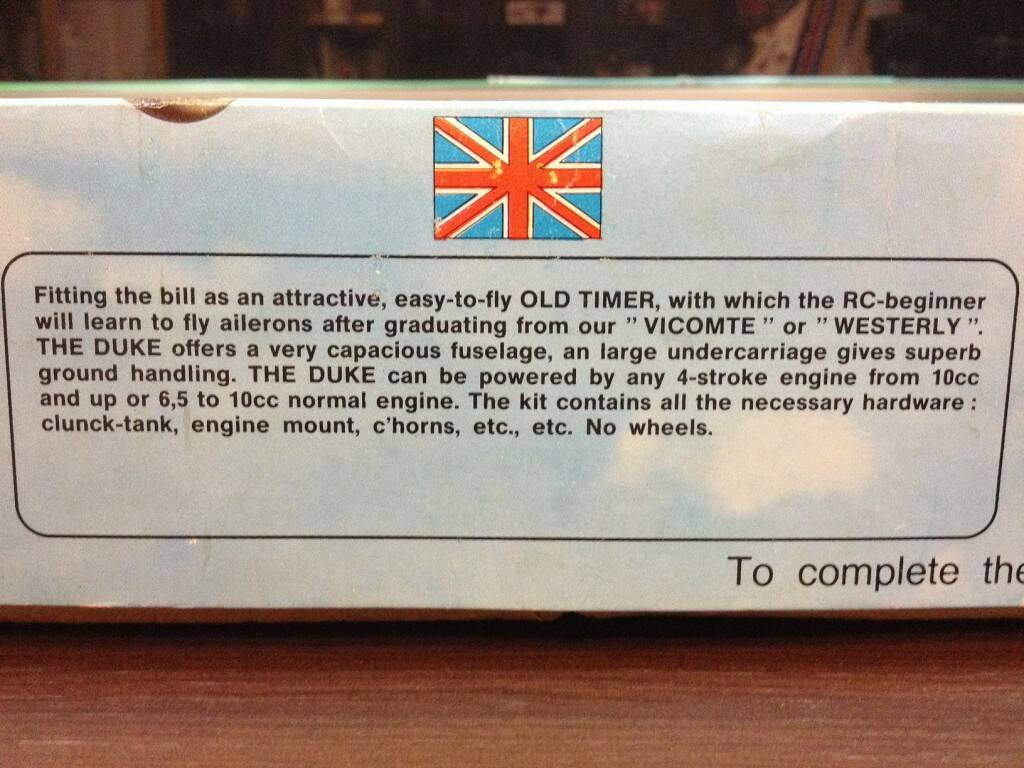 Fitting the bill as an attractive, easy-to-fly OLD TIMER, with which the RC-beginner
will learn to fly ailerons after graduating from our " VICOMTE " or " WESTERLY ".
THE DUKE offers a very capacious fuselage, an large undercarriage gives superb
ground handling. THE DUKE can be powered by any 4-stroke engine from 10cc
and up or 6,5 to 10cc normal engine. The kit contains all the necessary hardware :
clunck-tank, engine mount, c'horns, etc., etc. No wheels.
To complete the